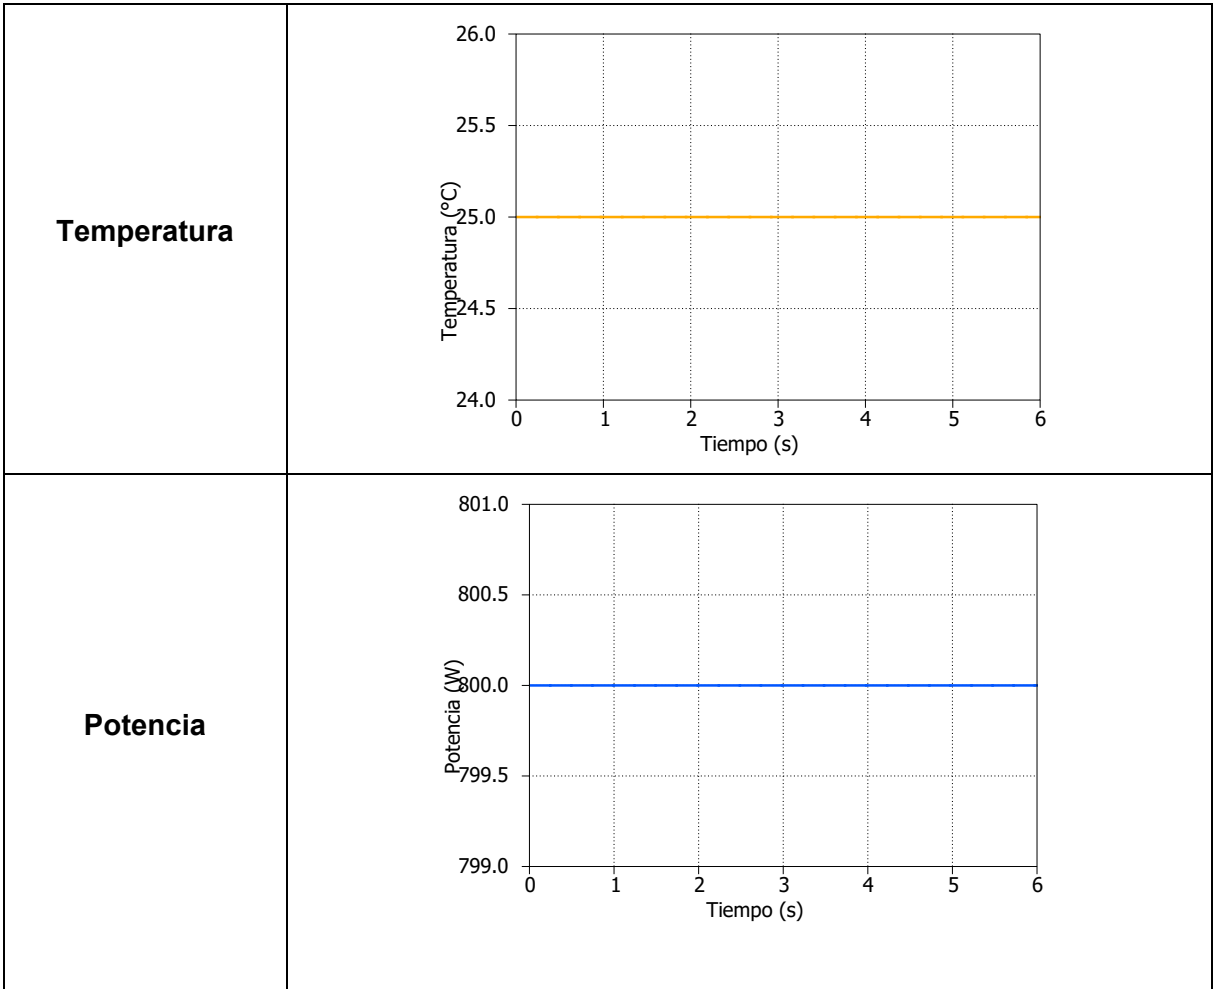 Temperatura
26.0
25.5
25.0
24.5
24.0
Temperatura (°C)
0 1 2 3 4 5 6
Tiempo (s)
Potencia
801.0
800.5
800.0
799.5
799.0
Potencia (W)
0 1 2 3 4 5 6
Tiempo (s)